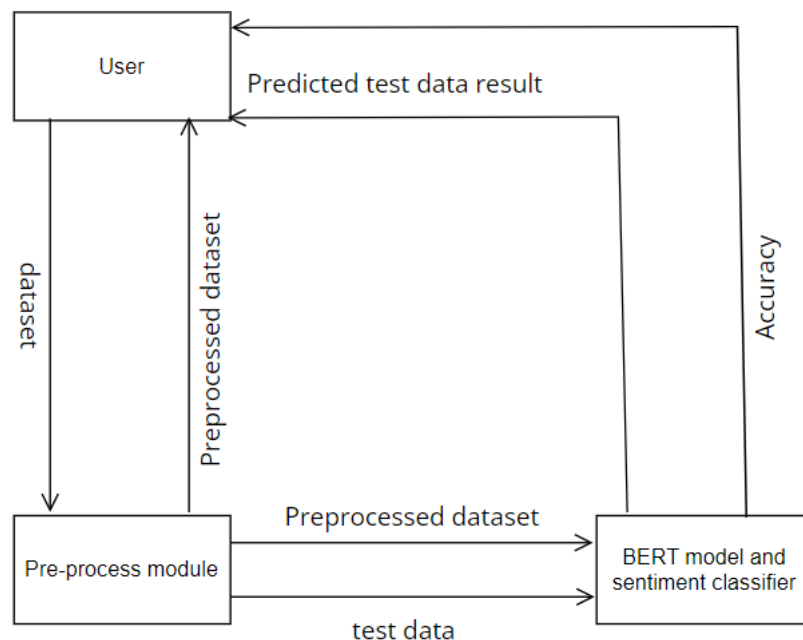 User
Predicted test data result
dataset
Preprocessed dataset
Accuracy
Preprocessed dataset
Pre-process module
BERT model and
sentiment classifier
test data